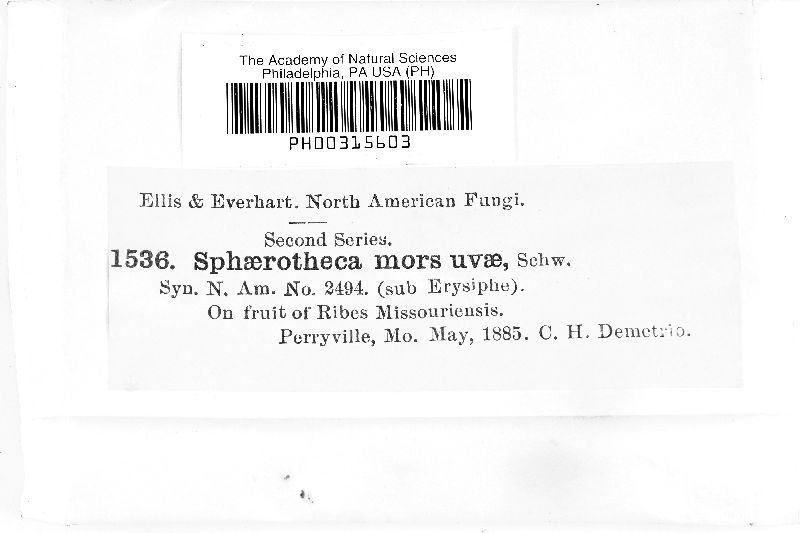 The Academy of Natural Sciences
Philadelphia, PA USA (PH)
PH00315603
Ellis & Everhart. North American Fungi.
Second Series.
1536. Sphærotheca mors uvæ, Schw.
Syn. N. Am. No. 2494. (sub Erysiphe).
On fruit of Ribes Missouriensis.
Perryville, Mo. May, 1885. C. H. Demetrio.